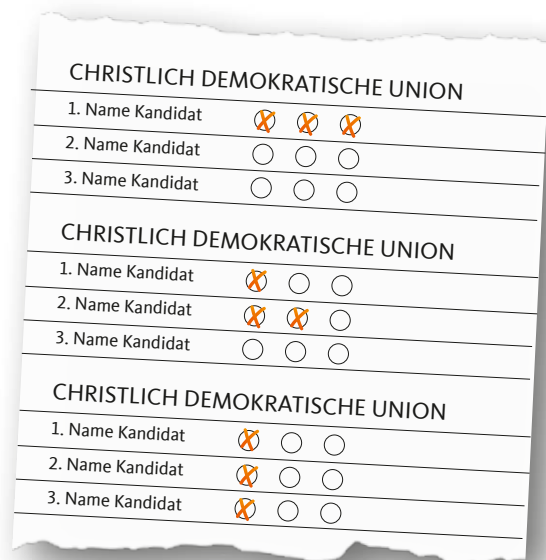 CHRISTLICH DEMOKRATISCHE UNION
1. Name Kandidat
2. Name Kandidat
3. Name Kandidat
CHRISTLICH DEMOKRATISCHE UNION
1. Name Kandidat
2. Name Kandidat
3. Name Kandidat
CHRISTLICH DEMOKRATISCHE UNION
1. Name Kandidat
2. Name Kandidat
3. Name Kandidat